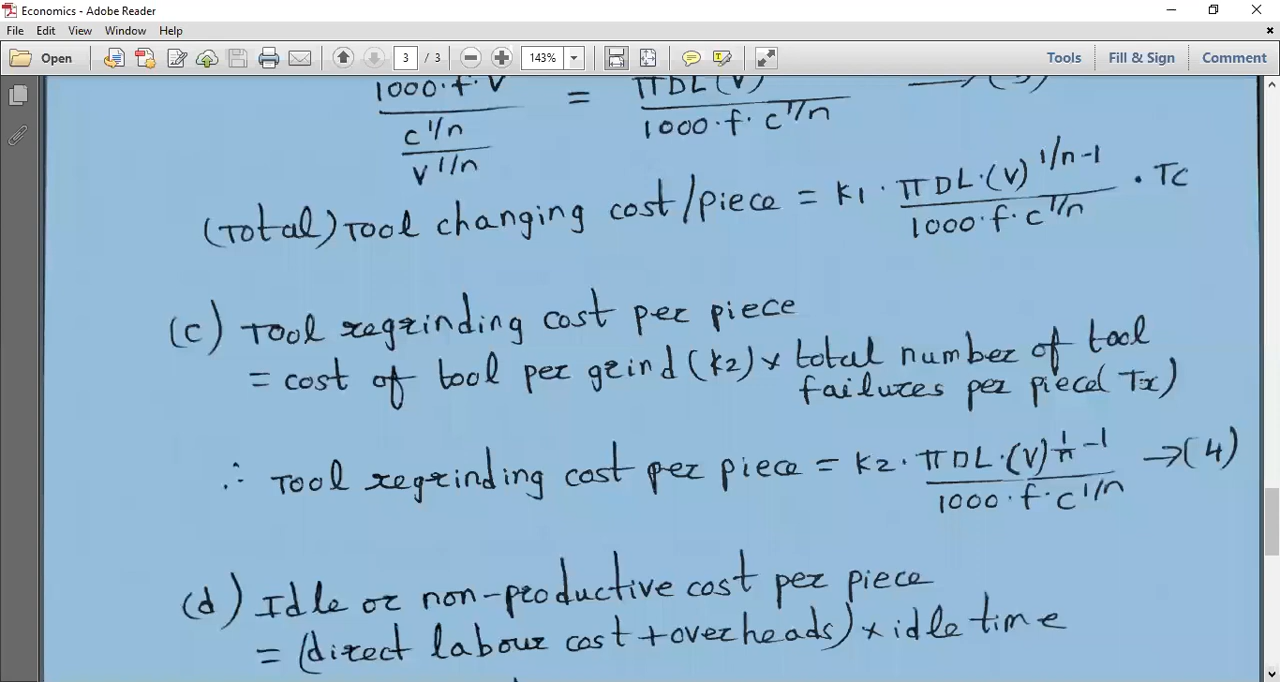 Economics - Adobe Reader
File Edit View Window Help
Open 3 / 3 143% Tools Fill & Sign Comment
1000.f.V / (C^1/n / V^1/n) = πDL(V) / 1000.f.C^1/n → (3)
(Total) Tool changing cost/piece = K1 . πDL.(V)^1/n-1 / 1000.f.C^1/n . Tc
(c) Tool regrinding cost per piece
= cost of tool per grind (K2) x total number of tool
failures per piece (Tx)
∴ Tool regrinding cost per piece = K2 . πDL.(V)^1/n-1 / 1000.f.C^1/n → (4)
(d) Idle or non-productive cost per piece
= (direct labour cost + overheads) x idle time